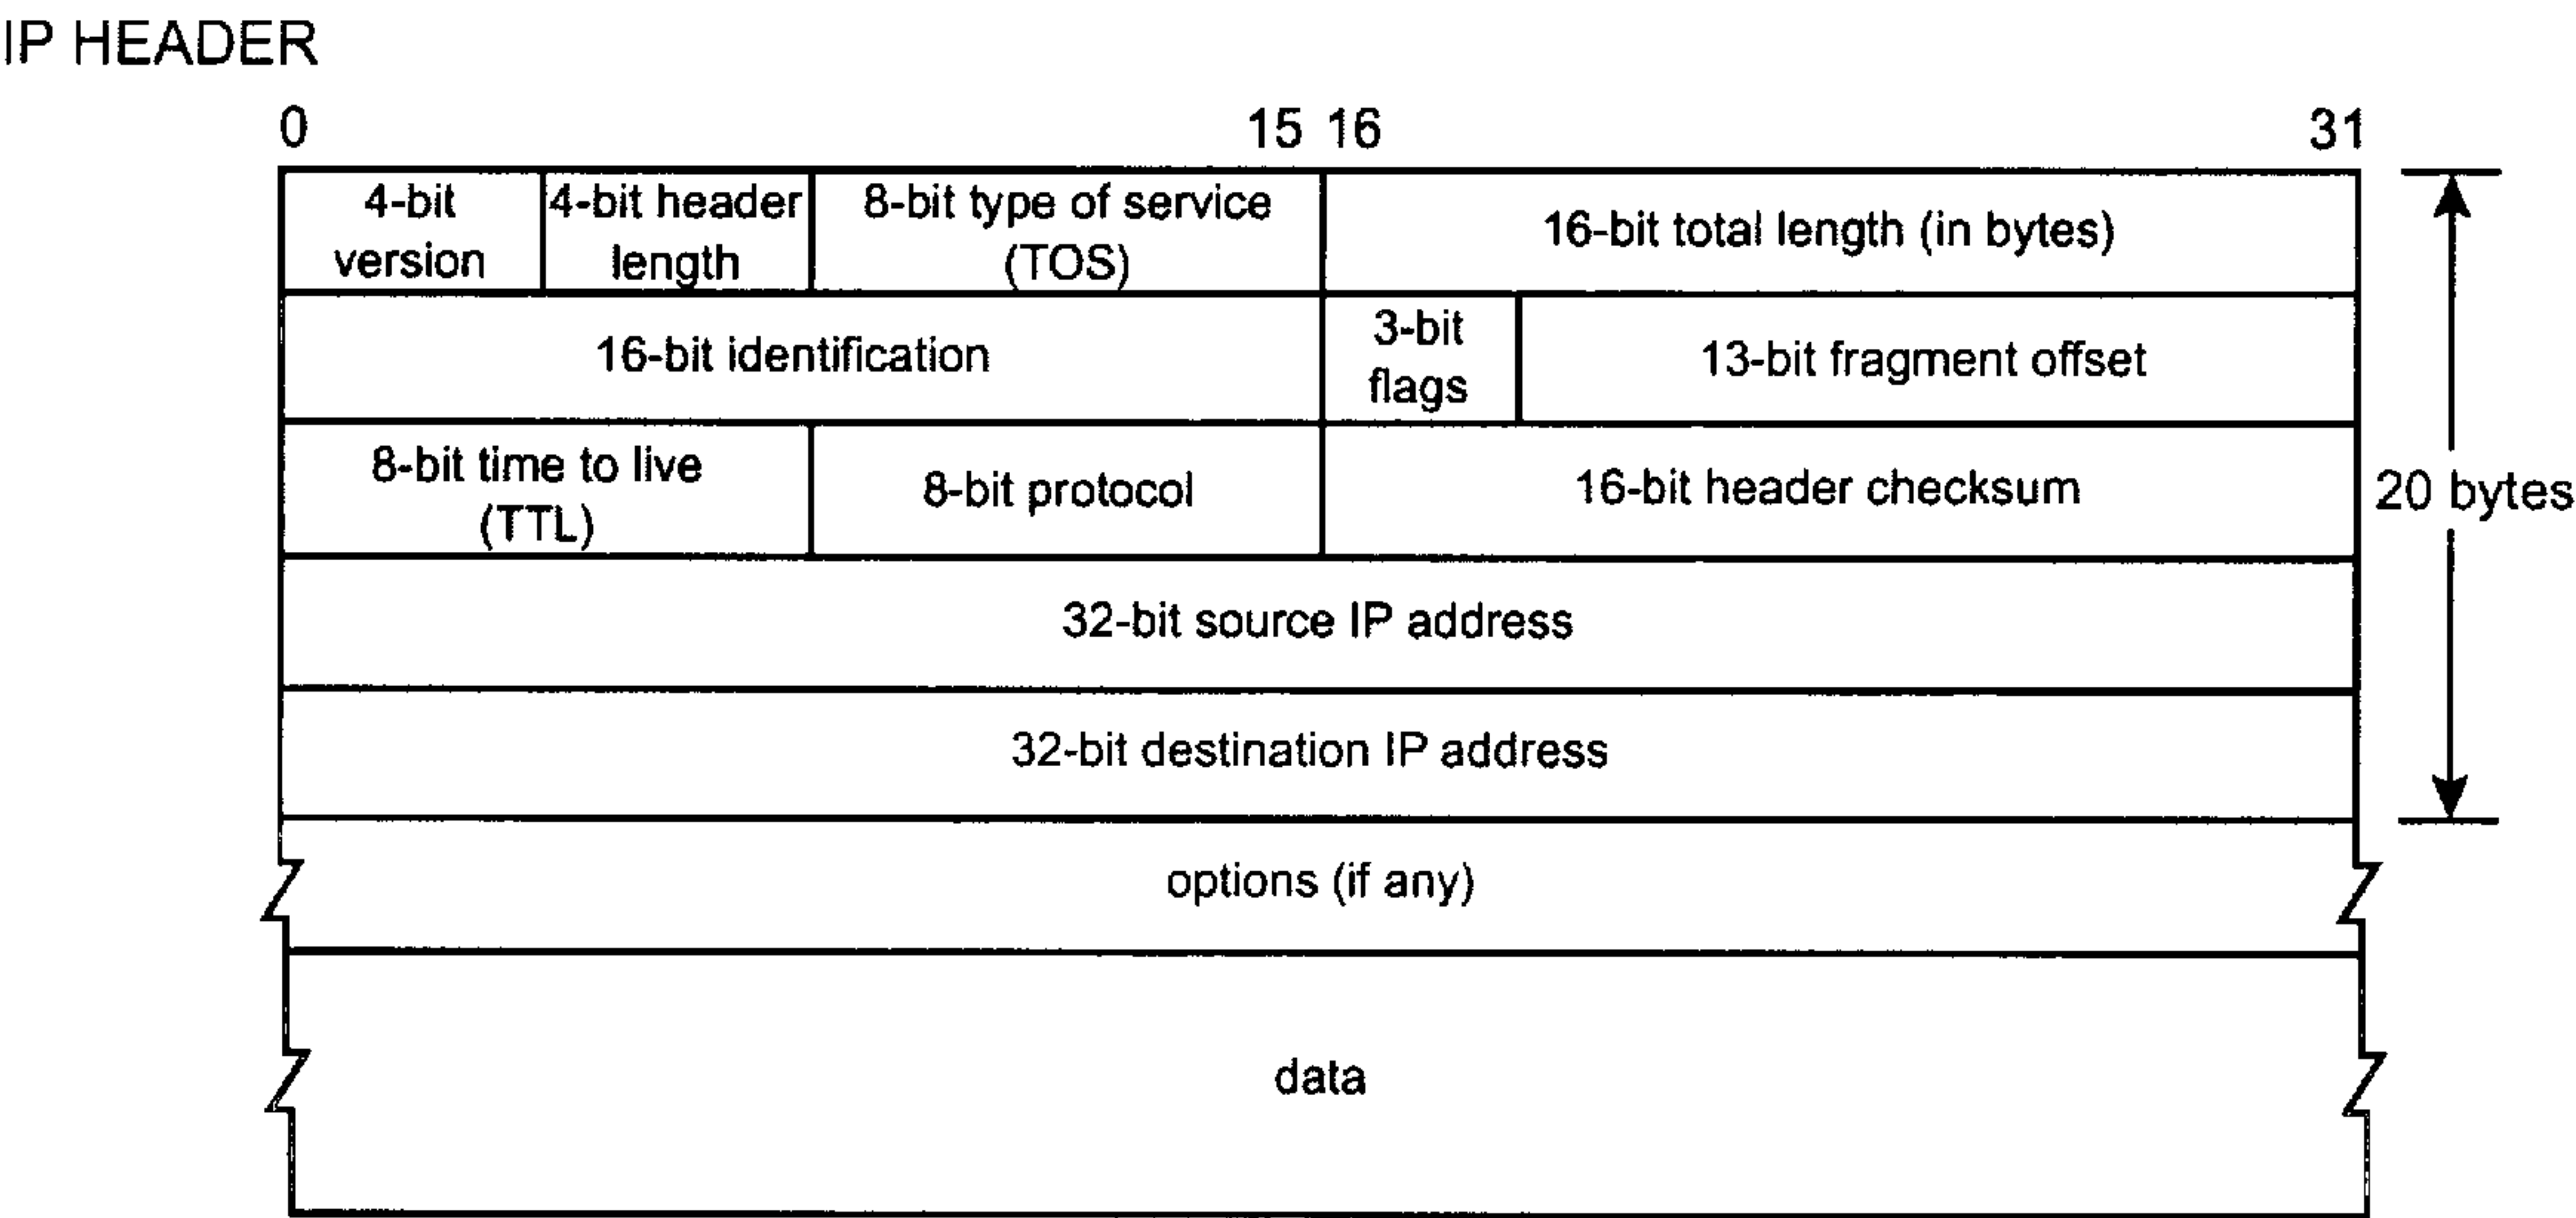 IP HEADER
0 15 16 31
4-bit
version
4-bit header
length
8-bit type of service
(TOS)
16-bit total length (in bytes)
16-bit identification
3-bit
flags
13-bit fragment offset
8-bit time to live
(TTL)
8-bit protocol
16-bit header checksum
20 bytes
32-bit source IP address
32-bit destination IP address
options (if any)
data